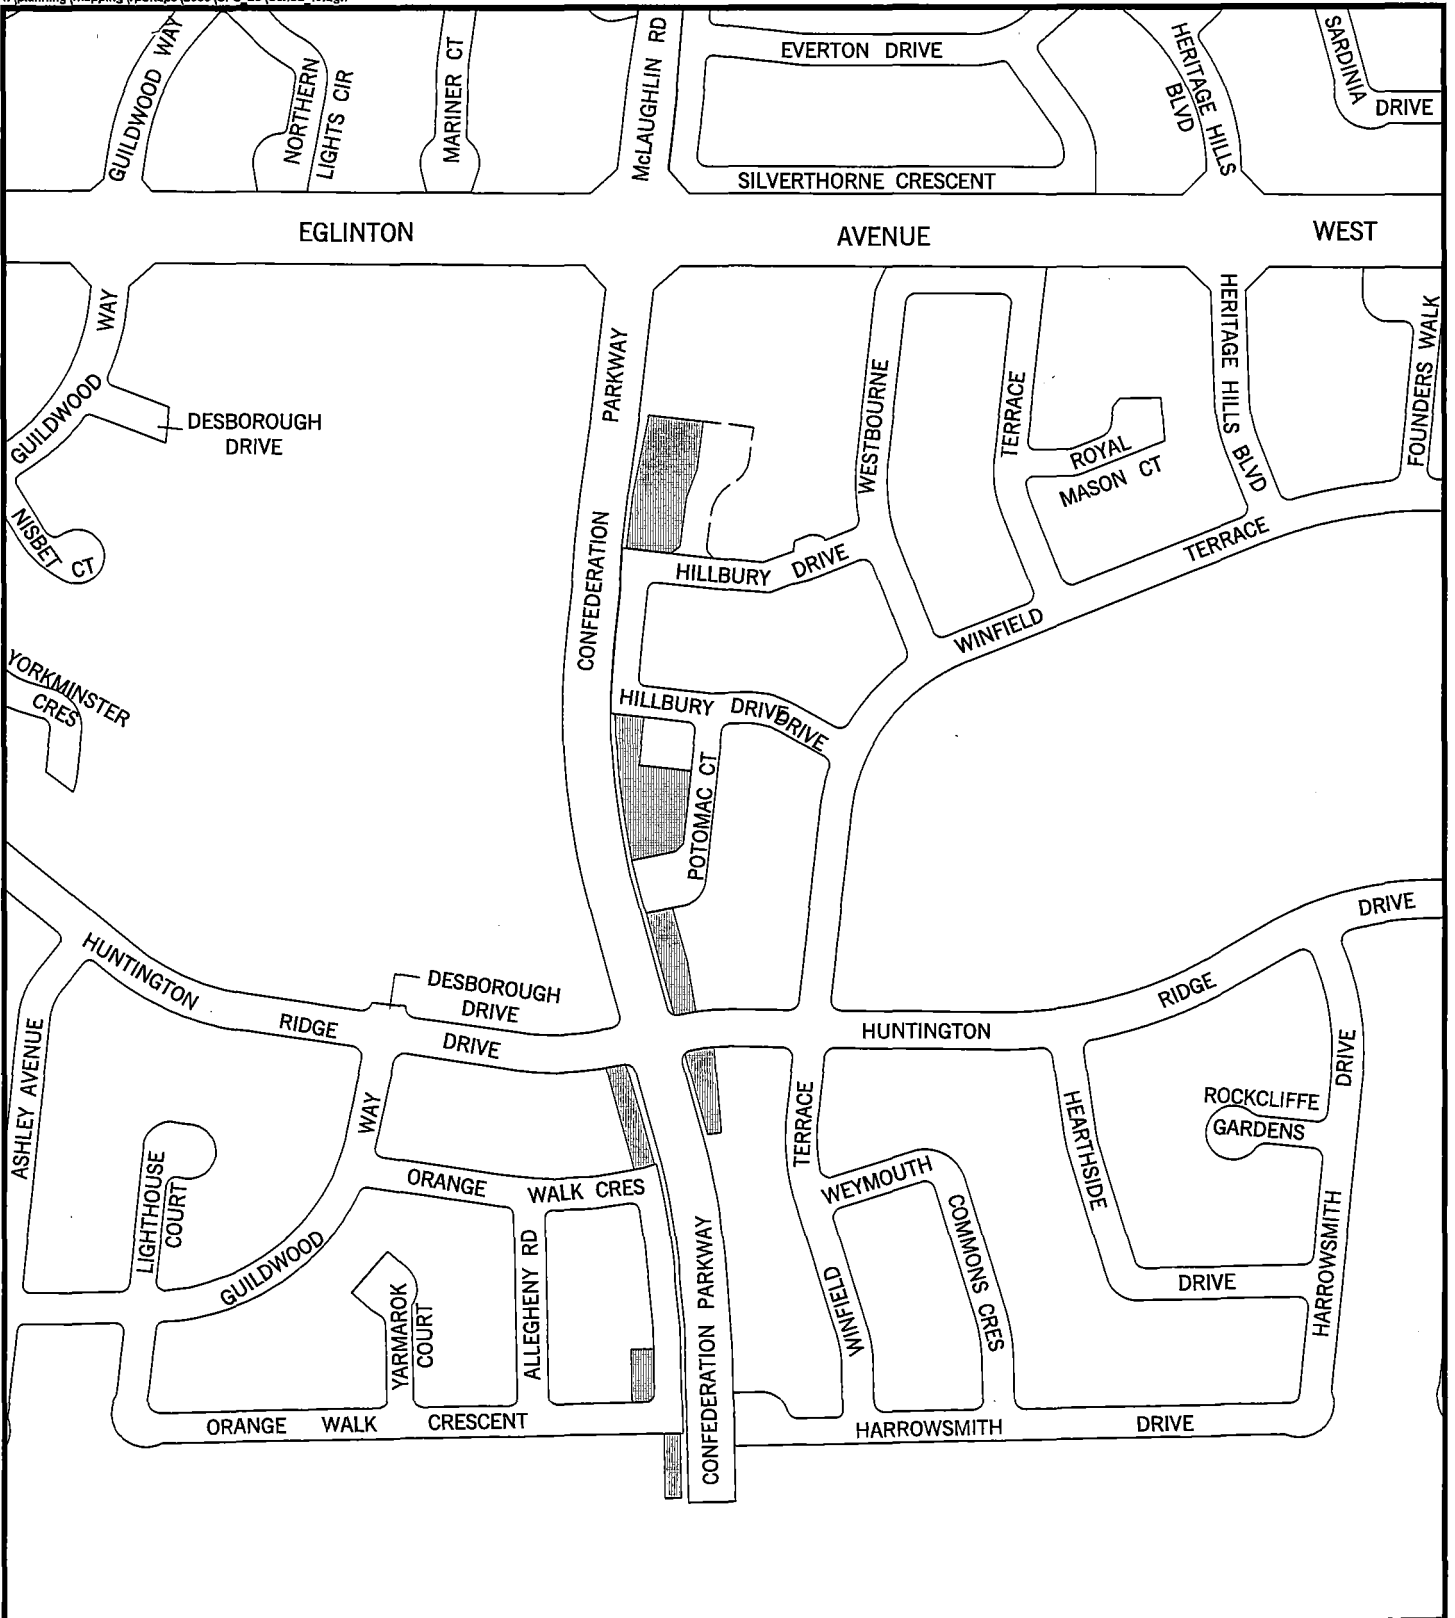 GUILDWOOD WAY
NORTHERN
LIGHTS CIR
MARINER CT
McLAUGHLIN RD
EVERTON DRIVE
SILVERTHORNE CRESCENT
HERITAGE HILLS
BLVD
SARDINIA
DRIVE
EGLINTON
AVENUE
WEST
WAY
GUILDWOOD
DESBOROUGH
DRIVE
NISBET CT
YORKMINSTER
CRES
PARKWAY
CONFEDERATION
WESTBOURNE
TERRACE
ROYAL
MASON CT
HERITAGE HILLS BLVD
FOUNDERS WALK
HILLBURY DRIVE
WINFIELD
TERRACE
HILLBURY DRIVE
DRIVE
POTOMAC CT
HUNTINGTON
RIDGE
DRIVE
DESBOROUGH
DRIVE
HUNTINGTON
RIDGE
DRIVE
ASHLEY AVENUE
WAY
LIGHTHOUSE
COURT
GUILDWOOD
ORANGE
WALK CRES
ALLEGHENY RD
YARMAROK
COURT
ORANGE WALK CRESCENT
CONFEDERATION PARKWAY
TERRACE
WEYMOUTH
COMMONS CRES
WINFIELD
HEARTHSIDE
DRIVE
ROCKCLIFFE
GARDENS
DRIVE
HARROWSMITH
HARROWSMITH
DRIVE